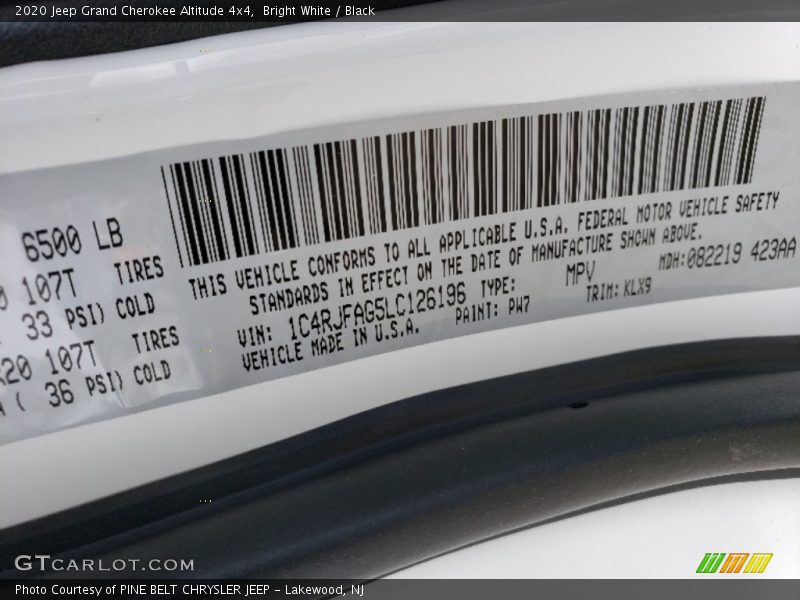 2020 Jeep Grand Cherokee Altitude 4x4, Bright White / Black
6500 LB
107T TIRES
33 PSI) COLD
20 107T TIRES
( 36 PSI) COLD
THIS VEHICLE CONFORMS TO ALL APPLICABLE U.S.A. FEDERAL MOTOR VEHICLE SAFETY
STANDARDS IN EFFECT ON THE DATE OF MANUFACTURE SHOWN ABOVE.
VIN: 1C4RJFAG5LC126196 TYPE: MPV MDH:082219 423AA
VEHICLE MADE IN U.S.A. PAINT: PW7 TRIM: KLX9
GTCARLOT.COM
Photo Courtesy of PINE BELT CHRYSLER JEEP - Lakewood, NJ